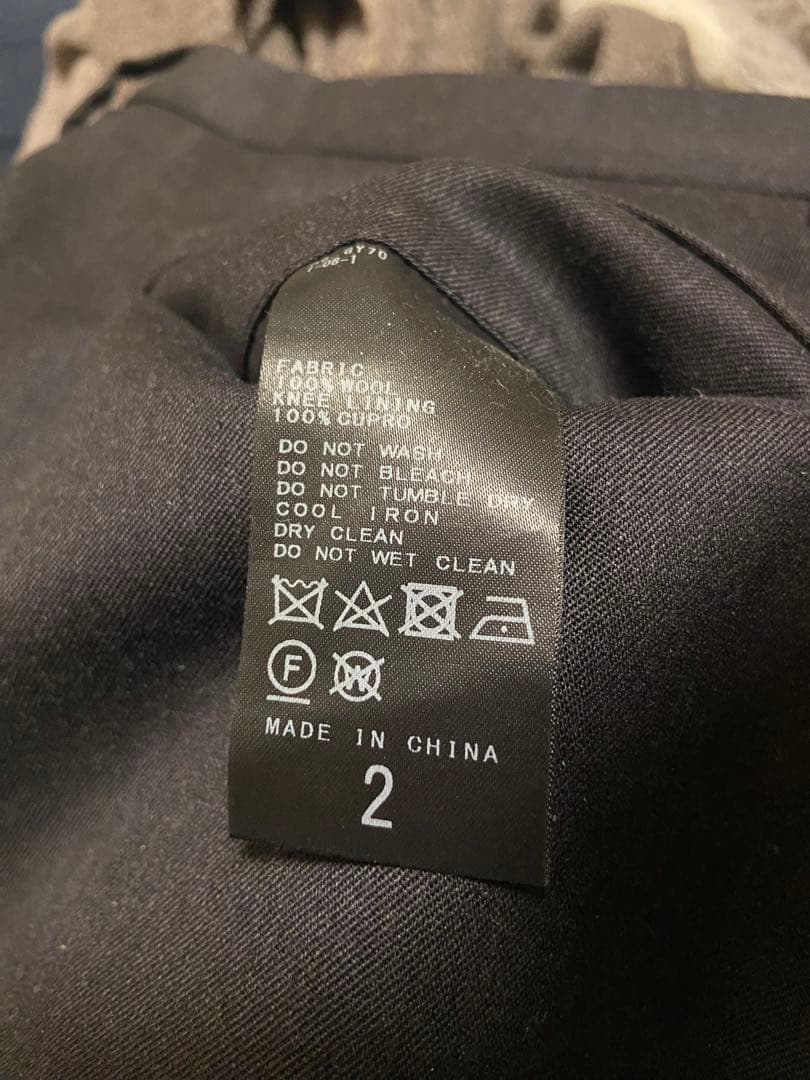 FABRIC
100% WOOL
KNEE LINING
100% CUPRO
DO NOT WASH
DO NOT BLEACH
DO NOT TUMBLE DRY
COOL IRON
DRY CLEAN
DO NOT WET CLEAN
F W
MADE IN CHINA
2